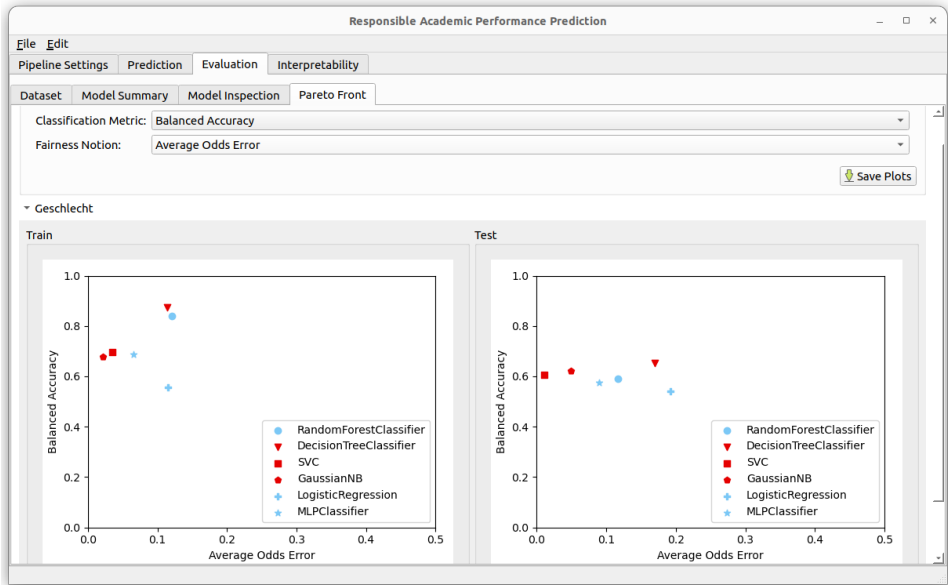 Responsible Academic Performance Prediction
File Edit
Pipeline Settings Prediction Evaluation Interpretability
Dataset Model Summary Model Inspection Pareto Front
Classification Metric: Balanced Accuracy
Fairness Notion: Average Odds Error
Save Plots
Geschlecht
Train
Balanced Accuracy
1.0
0.8
0.6
0.4
0.2
0.0
RandomForestClassifier
DecisionTreeClassifier
SVC
GaussianNB
LogisticRegression
MLPClassifier
0.0 0.1 0.2 0.3 0.4 0.5
Average Odds Error
Test
Balanced Accuracy
1.0
0.8
0.6
0.4
0.2
0.0
RandomForestClassifier
DecisionTreeClassifier
SVC
GaussianNB
LogisticRegression
MLPClassifier
0.0 0.1 0.2 0.3 0.4 0.5
Average Odds Error